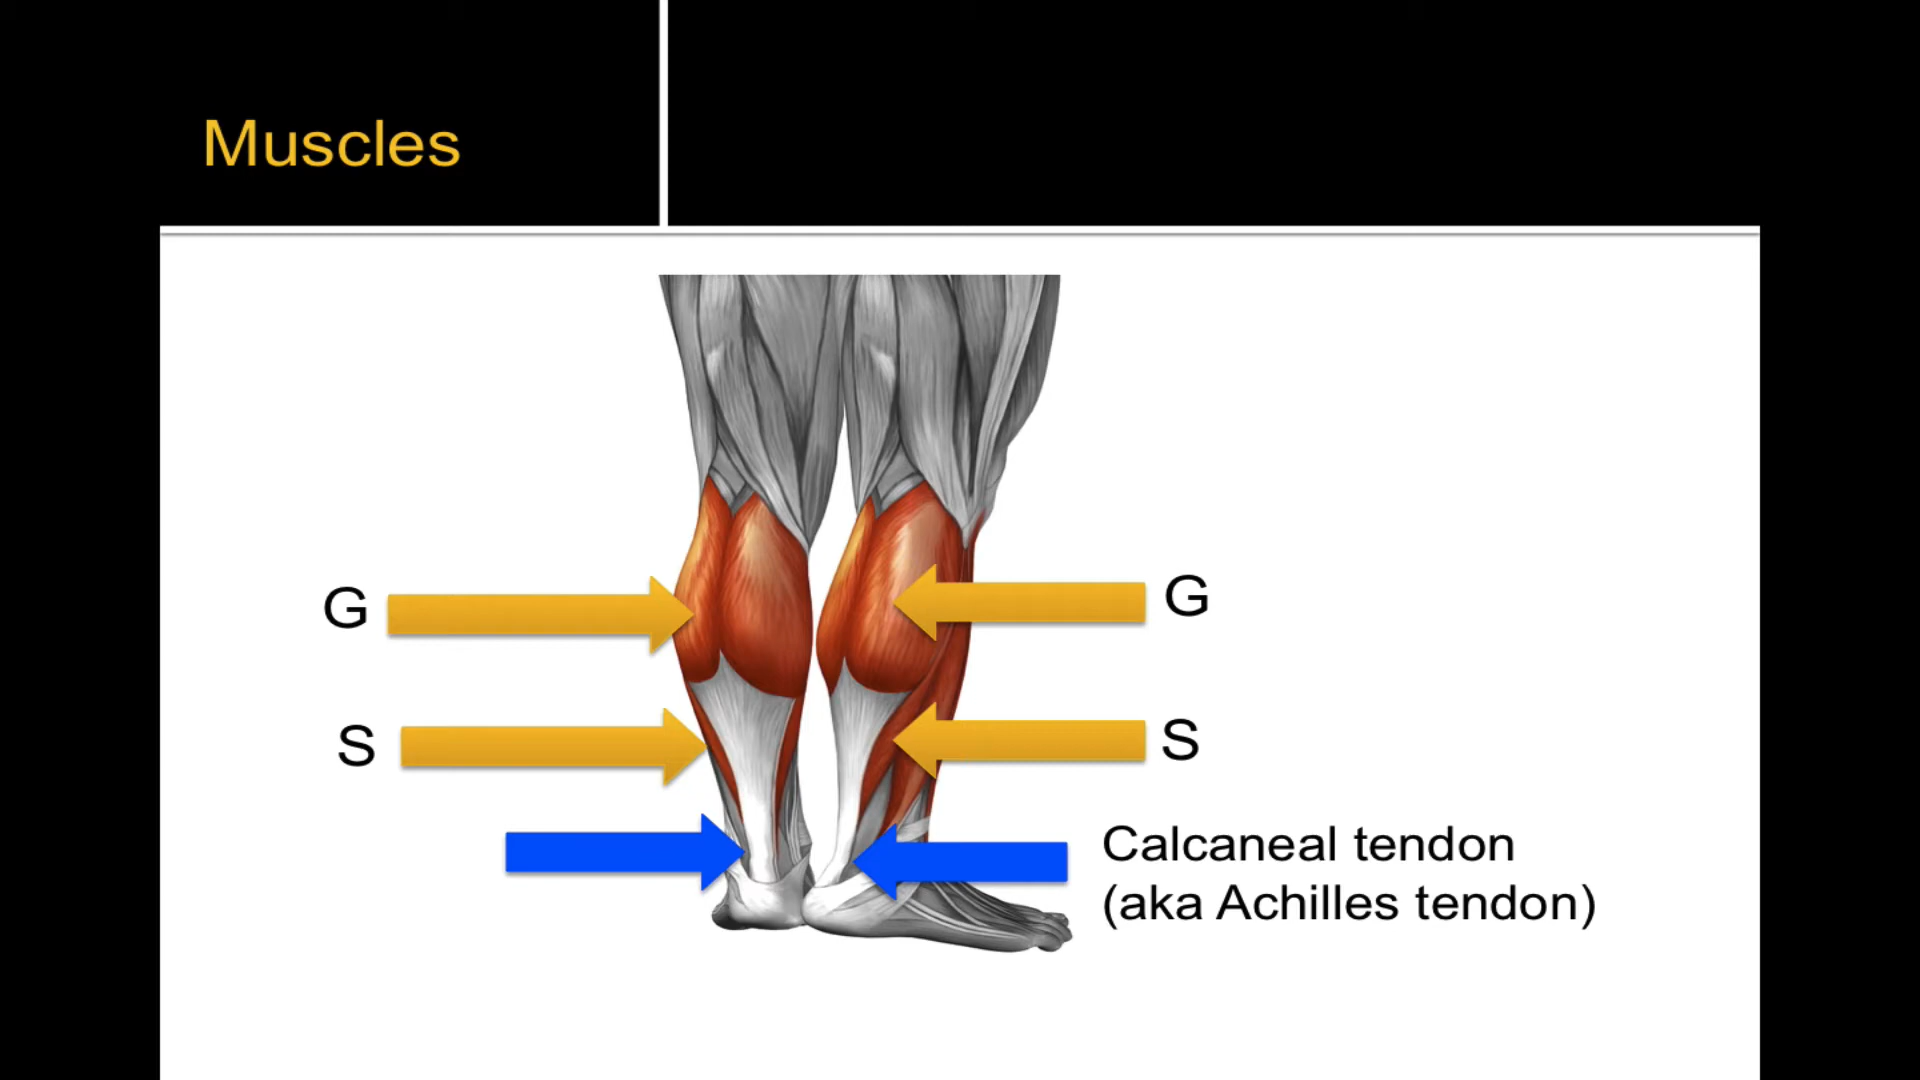 Muscles
G
G
S
S
Calcaneal tendon
(aka Achilles tendon)